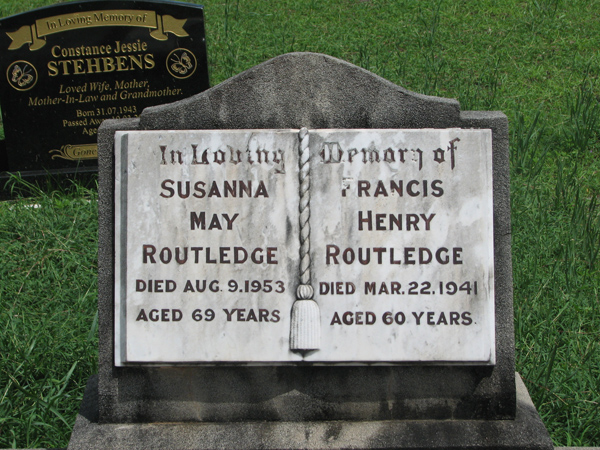 In Loving Memory of
Constance Jessie
STEHBENS
Loved Wife, Mother,
Mother-In-Law and Grandmother.
Born 31.07.1943
Passed
In Loving Memory of
SUSANNA
MAY
ROUTLEDGE
DIED AUG. 9.1953
AGED 69 YEARS
FRANCIS
HENRY
ROUTLEDGE
DIED MAR. 22.1941
AGED 60 YEARS.